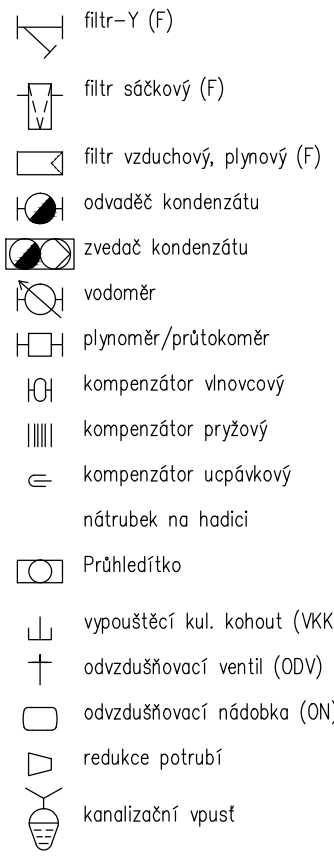 filtr-Y (F)
filtr sáčkový (F)
filtr vzduchový, plynový (F)
odvaděč kondenzátu
zvedač kondenzátu
vodoměr
plynoměr/průtokoměr
kompenzátor vlnovcový
kompenzátor pryžový
kompenzátor ucpávkový
nátrubek na hadici
Průhledítko
vypouštěcí kul. kohout (VKK
odvzdušňovací ventil (ODV)
odvzdušňovací nádobka (ON)
redukce potrubí
kanalizační vpusť